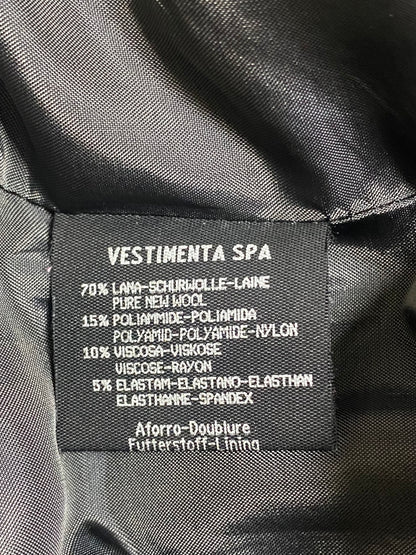 VESTIMENTA SPA
70% LANA-SCHURWOLLE-LAINE
PURE NEW WOOL
15% POLIAMMIDE-POLIAMIDA
POLYAMID-POLYAMIDE-NYLON
10% VISCOSA-VISKOSE
VISCOSE-RAYON
5% ELASTAM-ELASTANO-ELASTHAN
ELASTHANNE-SPANDEX
Aforro-Doublure
Futterstoff-Lining